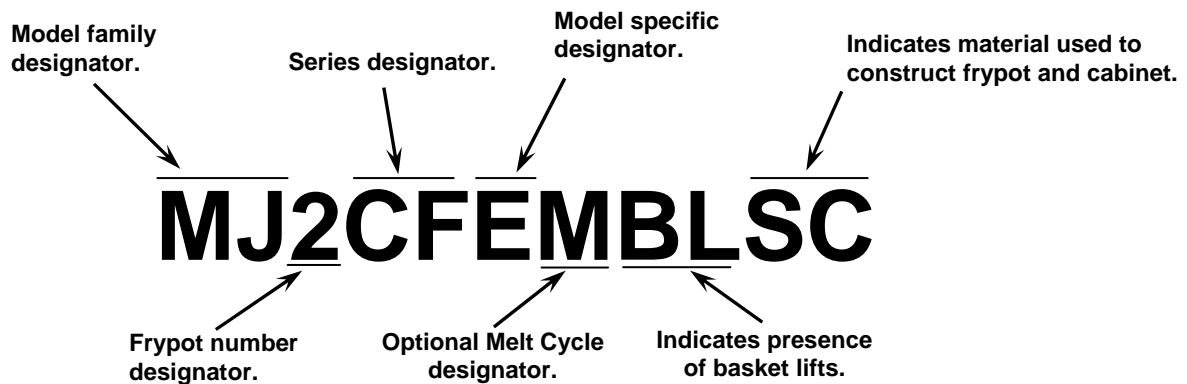 Model family
designator.
Series designator.
Model specific
designator.
Indicates material used to
construct frypot and cabinet.
MJ2CFEMBLSC
Frypot number
designator.
Optional Melt Cycle
designator.
Indicates presence
of basket lifts.